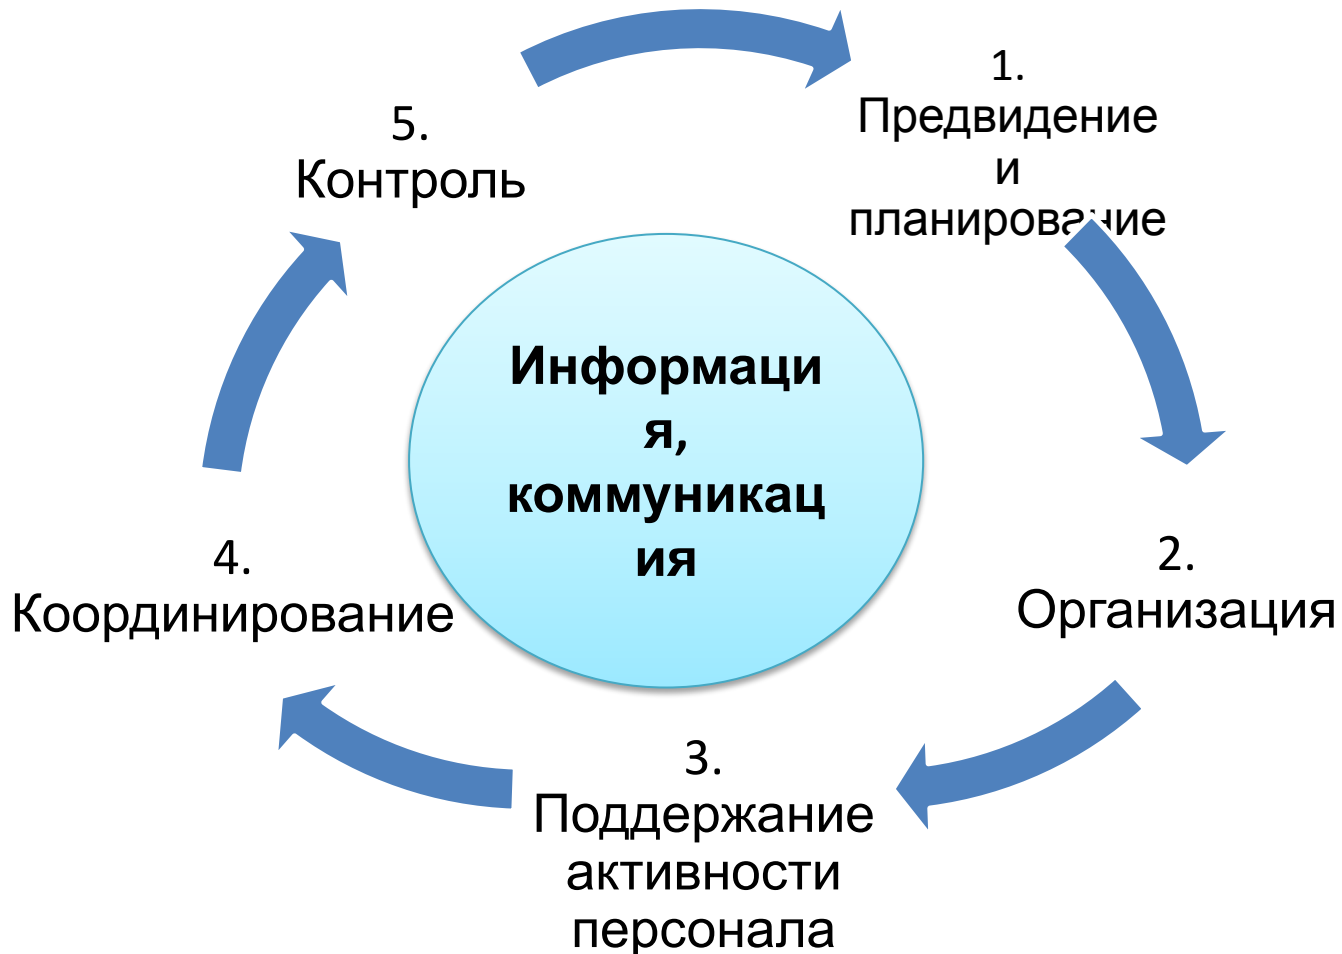 1.
Предвидение
и
планирование
2.
Организация
3.
Поддержание
активности
персонала
4.
Координирование
5.
Контроль
Информаци
я,
коммуникац
ия